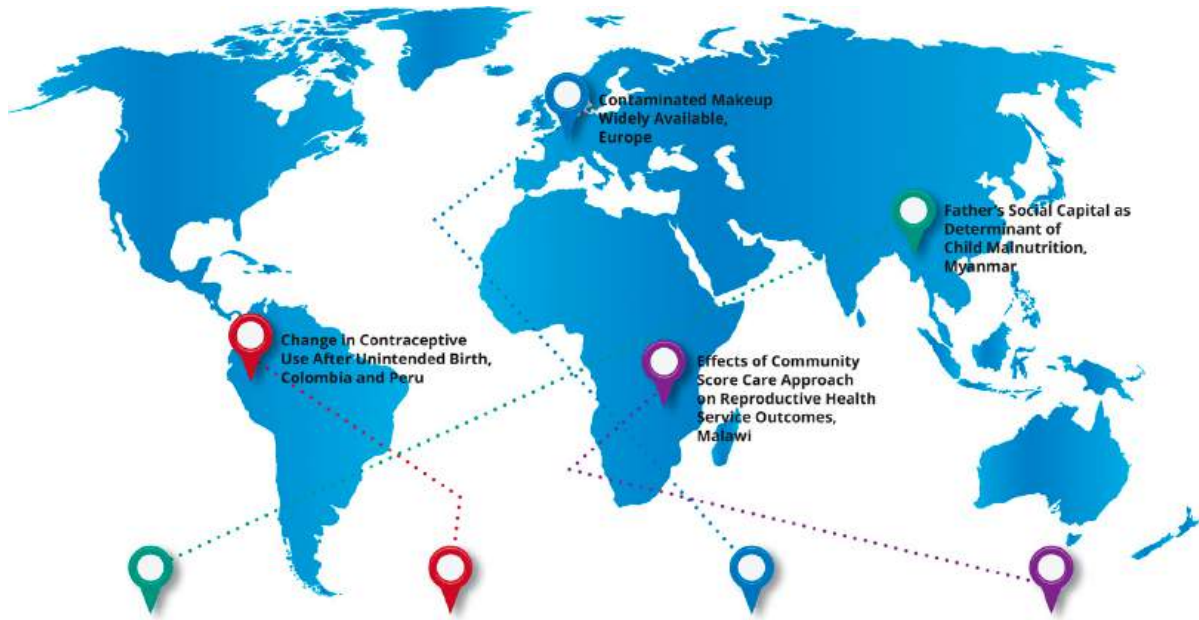 Contaminated Makeup
Widely Available,
Europe
Father's Social Capital as
Determinant of
Child Malnutrition,
Myanmar
Change in Contraceptive
Use After Unintended Birth,
Colombia and Peru
Effects of Community
Score Care Approach
on Reproductive Health
Service Outcomes,
Malawi